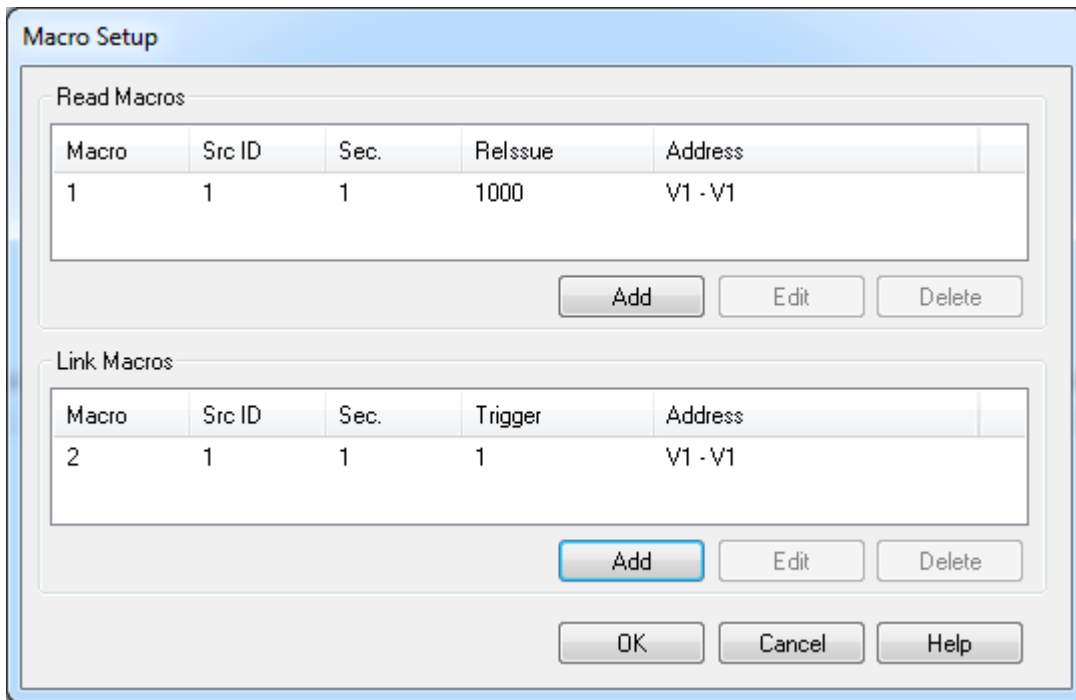 Macro Setup
Read Macros
Macro Src ID Sec. ReIssue Address
1 1 1 1000 V1 - V1
Add Edit Delete
Link Macros
Macro Src ID Sec. Trigger Address
2 1 1 1 V1 - V1
Add Edit Delete
OK Cancel Help